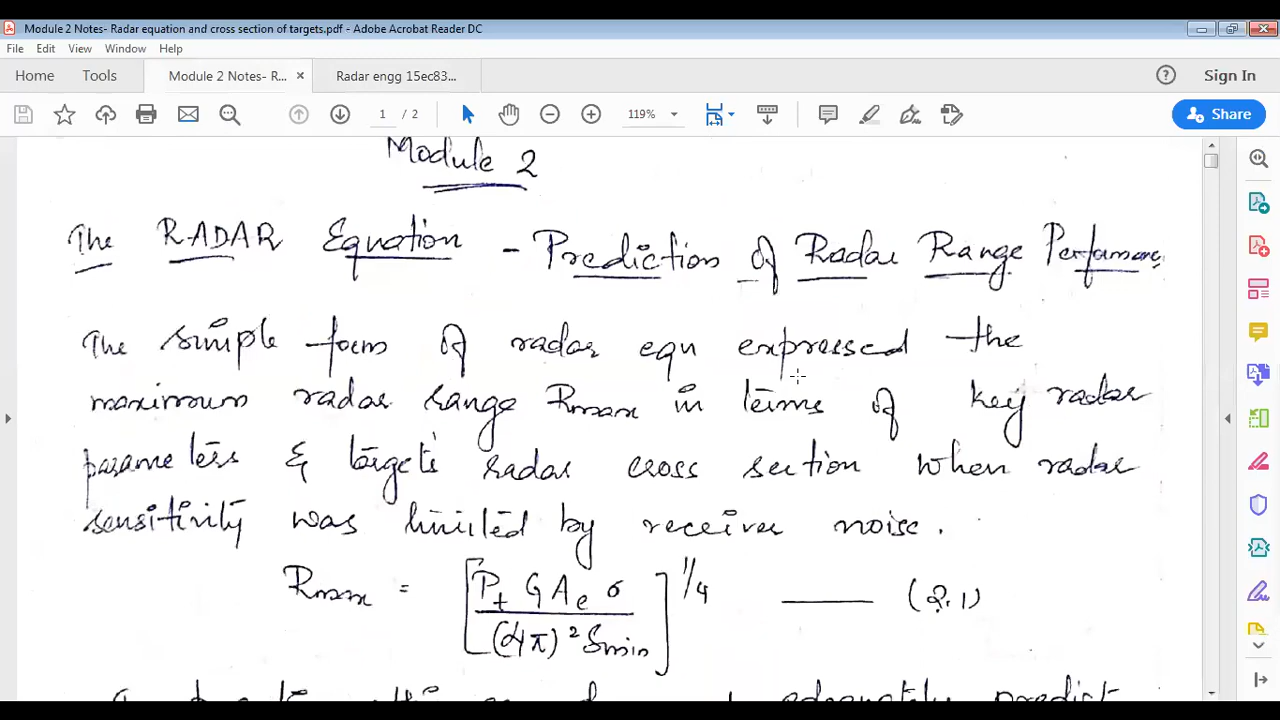 Module 2 Notes- Radar equation and cross section of targets.pdf - Adobe Acrobat Reader DC
File Edit View Window Help
Home Tools Module 2 Notes- R... × Radar engg 15ec83... ? Sign In
1 / 2 119% Share
Module 2
The RADAR Equation - Prediction of Radar Range Performance
The simple form of radar eqn expressed the
maximum radar range Rmax in terms of key radar
parameters & target's radar cross section when radar
sensitivity was limited by receiver noise.
Rmax = [Pt G Ae σ / (4π)² Smin]^1/4 —— (2.1)
adequately predict